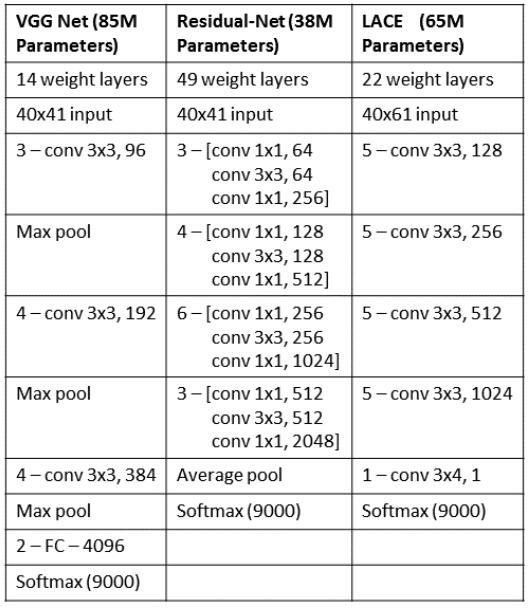 VGG Net (85M
Parameters)
Residual-Net (38M
Parameters)
LACE (65M
Parameters)
14 weight layers
49 weight layers
22 weight layers
40x41 input
40x41 input
40x61 input
3 – conv 3x3, 96
3 – [conv 1x1, 64
conv 3x3, 64
conv 1x1, 256]
5 – conv 3x3, 128
Max pool
4 – [conv 1x1, 128
conv 3x3, 128
conv 1x1, 512]
5 – conv 3x3, 256
4 – conv 3x3, 192
6 – [conv 1x1, 256
conv 3x3, 256
conv 1x1, 1024]
5 – conv 3x3, 512
Max pool
3 – [conv 1x1, 512
conv 3x3, 512
conv 1x1, 2048]
5 – conv 3x3, 1024
4 – conv 3x3, 384
Average pool
1 – conv 3x4, 1
Max pool
Softmax (9000)
Softmax (9000)
2 – FC – 4096
Softmax (9000)